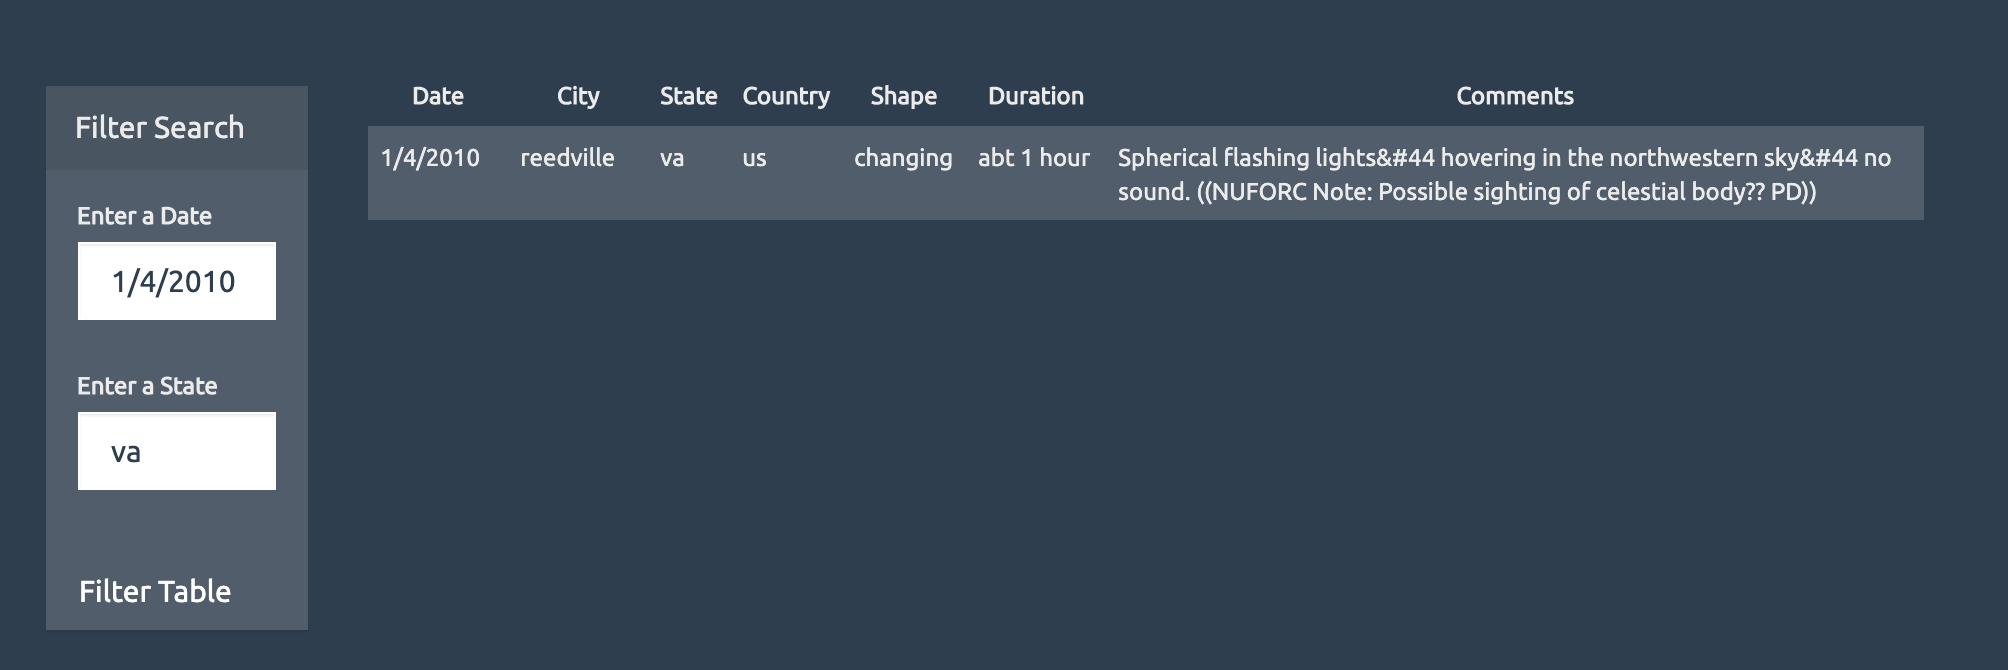 Filter Search
Enter a Date
1/4/2010
Enter a State
va
Filter Table
Date City State Country Shape Duration Comments
1/4/2010 reedville va us changing abt 1 hour Spherical flashing lights&#44 hovering in the northwestern sky&#44 no
sound. ((NUFORC Note: Possible sighting of celestial body?? PD))